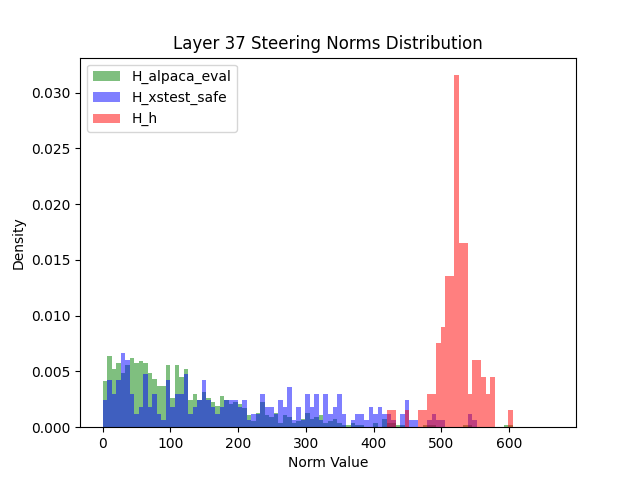 Layer 37 Steering Norms Distribution
H_alpaca_eval
H_xstest_safe
H_h
0.030
0.025
0.020
0.015
0.010
0.005
0.000
Density
0
100
200
300
400
500
600
Norm Value